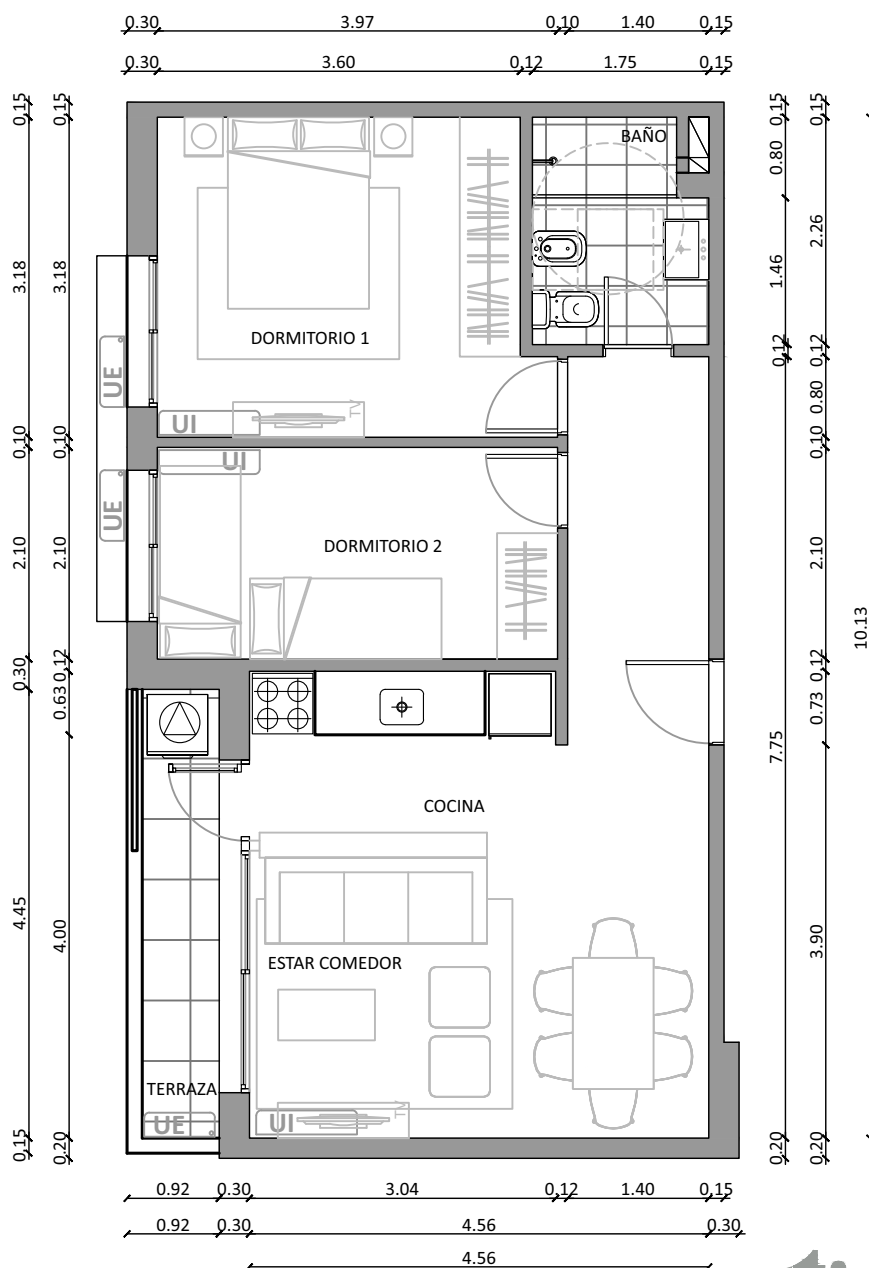 0.30 3.97 0.10 1.40 0.15
0.30 3.60 0.12 1.75 0.15
0.15 0.15 0.15 0.15
BAÑO
0.80
2.26
3.18 3.18
1.46
DORMITORIO 1
0.12 0.12
UE
TV
0.80
UI
0.10 0.10 0.10
UI
UE
DORMITORIO 2
2.10 2.10 2.10
10.13
0.30 0.12 0.12
0.63 0.73
7.75
COCINA
4.45 4.00 3.90
ESTAR COMEDOR
TERRAZA
TV
UE UI
0.15 0.20 0.20 0.20
0.92 0.30 3.04 0.12 1.40 0.15
0.92 0.30 4.56 0.30
4.56